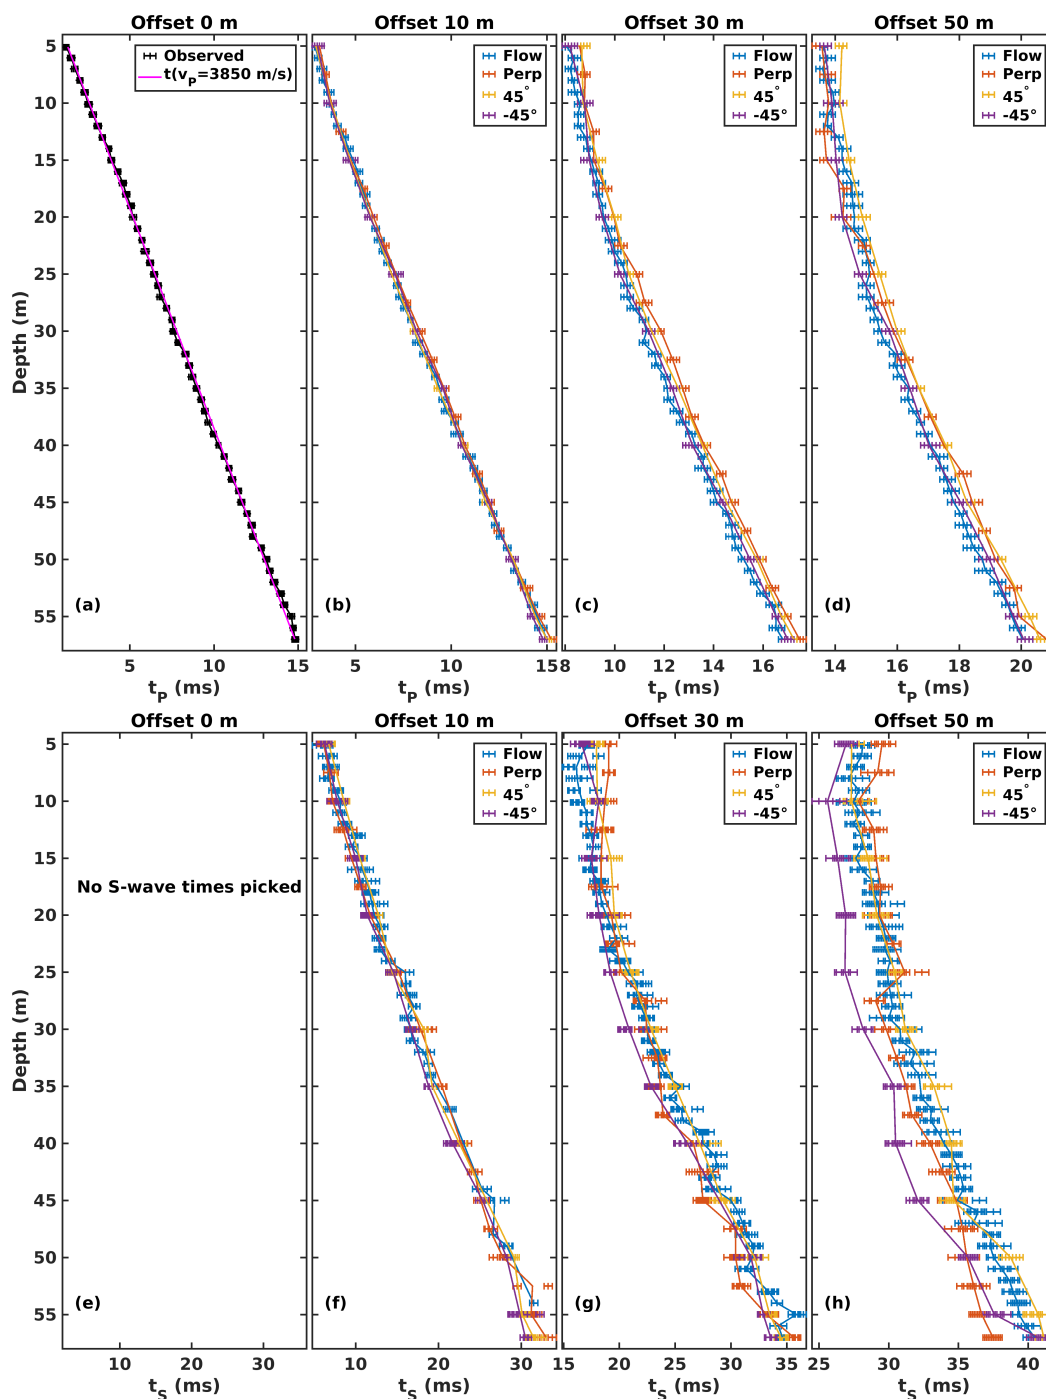 Offset 0 m
Offset 10 m
Offset 30 m
Offset 50 m
Observed
t(vP=3850 m/s)
Flow
Perp
45°
-45°
Flow
Perp
45°
-45°
Flow
Perp
45°
-45°
5
10
15
20
25
30
35
40
45
50
55
Depth (m)
(a)
(b)
(c)
(d)
5 10 15
5 10 15
8 10 12 14 16
14 16 18 20
tP (ms)
tP (ms)
tP (ms)
tP (ms)
Offset 0 m
Offset 10 m
Offset 30 m
Offset 50 m
Flow
Perp
45°
-45°
Flow
Perp
45°
-45°
Flow
Perp
45°
-45°
5
10
15
20
25
30
35
40
45
50
55
Depth (m)
No S-wave times picked
(e)
(f)
(g)
(h)
10 20 30
10 20 30
15 20 25 30 35
25 30 35 40
tS (ms)
tS (ms)
tS (ms)
tS (ms)